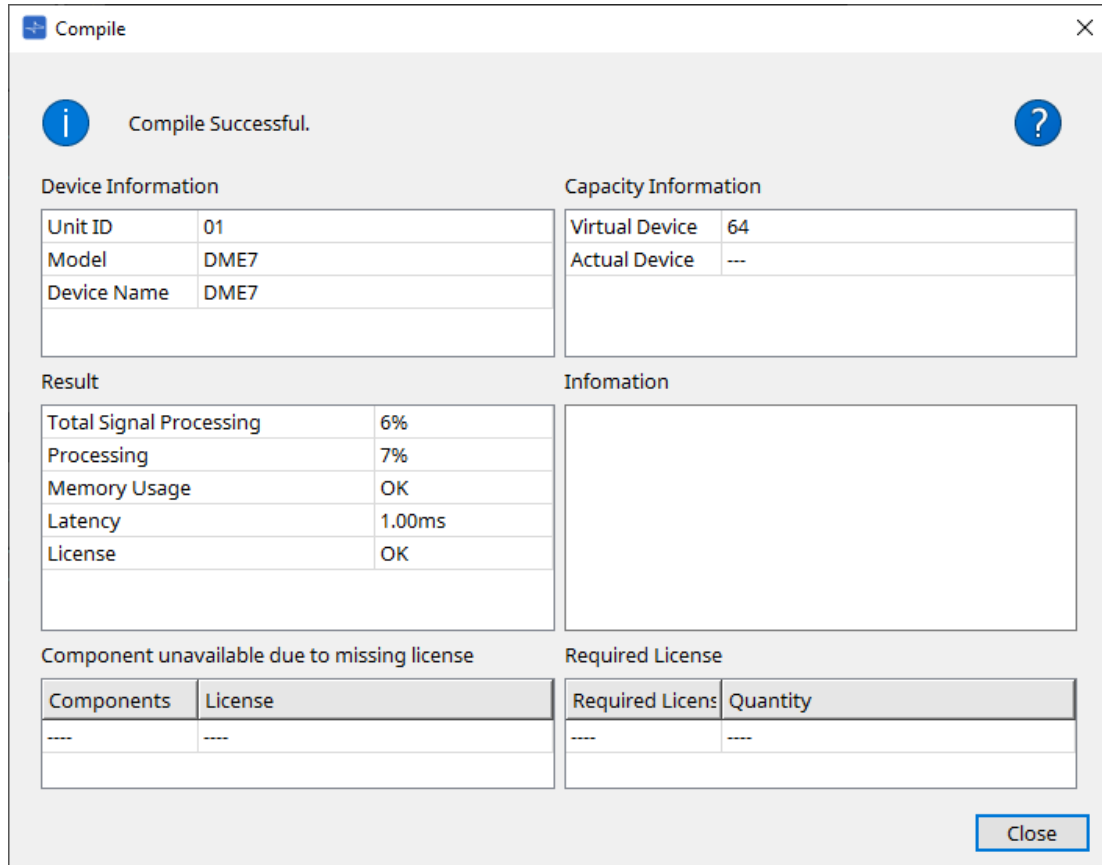 Compile
Compile Successful.
Device Information
Unit ID 01
Model DME7
Device Name DME7
Capacity Information
Virtual Device 64
Actual Device ---
Result
Total Signal Processing 6%
Processing 7%
Memory Usage OK
Latency 1.00ms
License OK
Infomation
Component unavailable due to missing license
Components License
---- ----
Required License
Required Licens Quantity
---- ----
Close